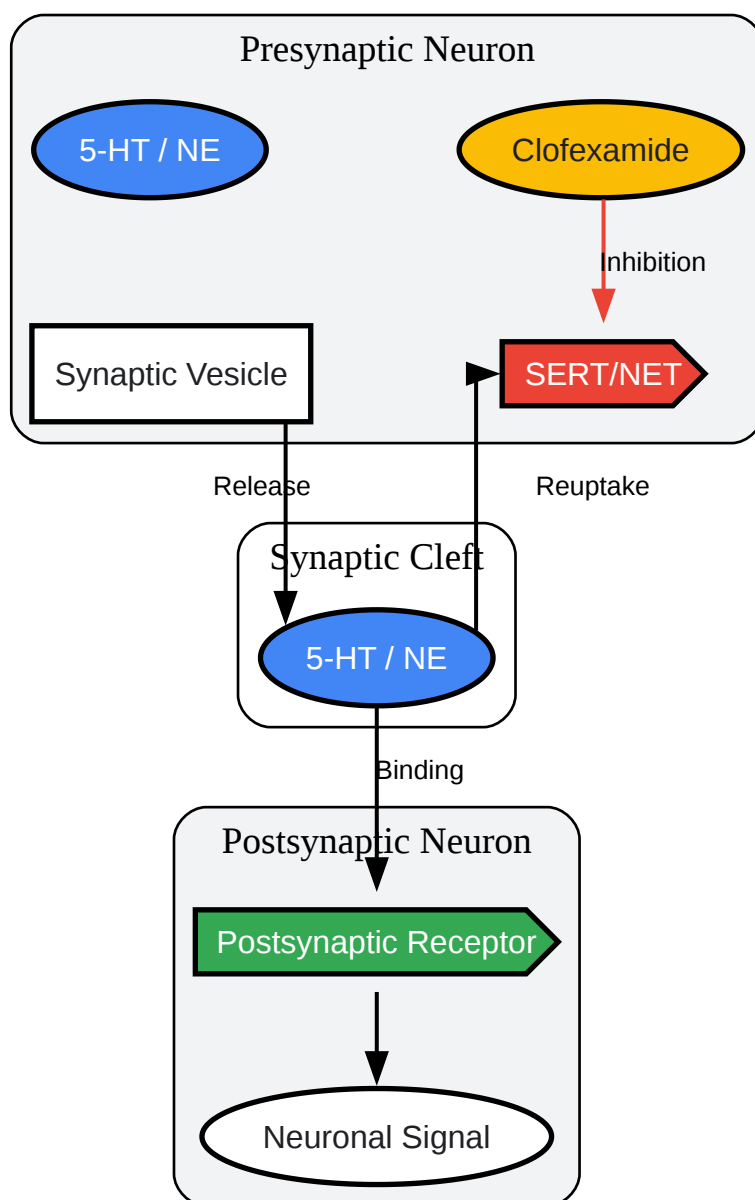 Presynaptic Neuron
5-HT / NE
Clofexamide
Inhibition
Synaptic Vesicle
SERT/NET
Release
Reuptake
Synaptic Cleft
5-HT / NE
Binding
Postsynaptic Neuron
Postsynaptic Receptor
Neuronal Signal